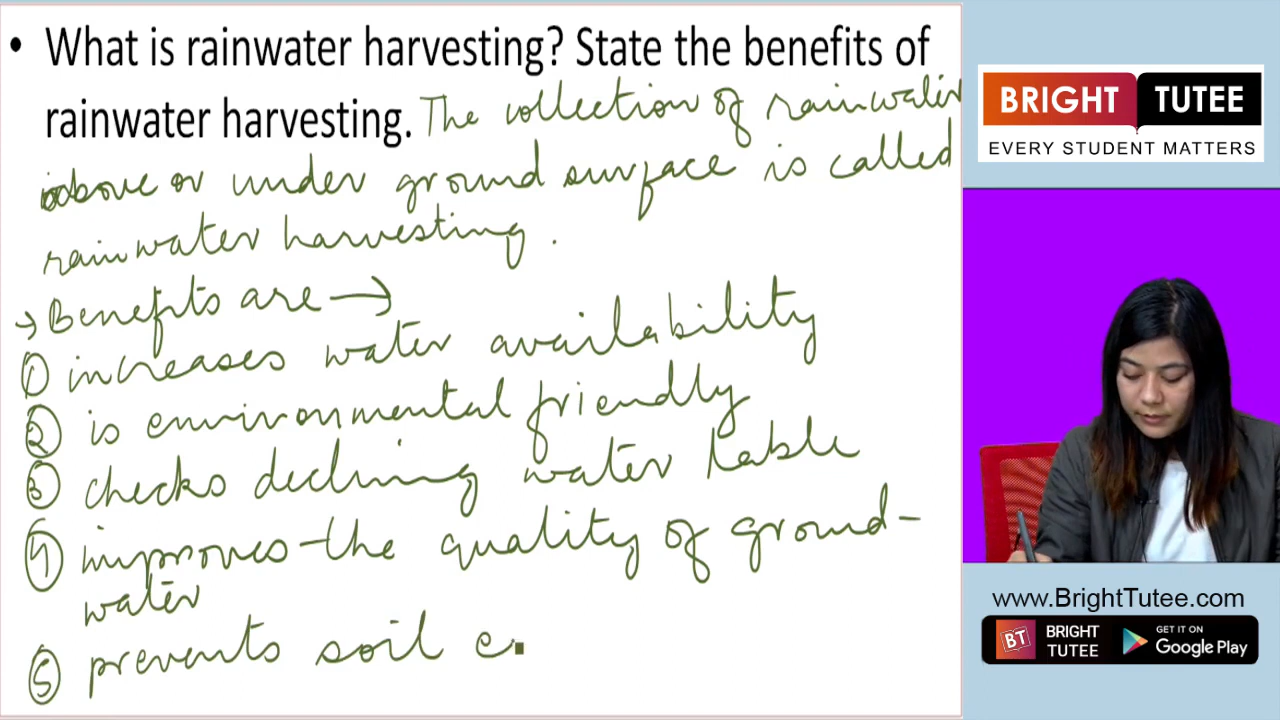 • What is rainwater harvesting? State the benefits of
rainwater harvesting. The collection of rainwater
above or under ground surface is called
rainwater harvesting.
→ Benefits are →
① increases water availability
② is environmental friendly
③ checks declining water table
④ improves the quality of ground-
water
⑤ prevents soil e
BRIGHT TUTEE
EVERY STUDENT MATTERS
www.BrightTutee.com
BT
BRIGHT
TUTEE
GET IT ON
Google Play